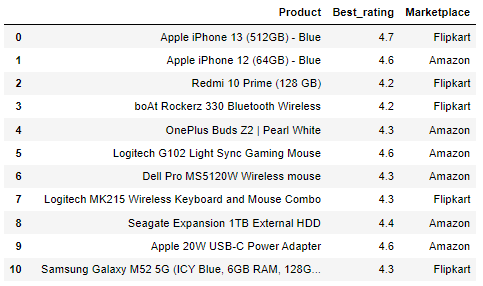 Product Best_rating Marketplace
0 Apple iPhone 13 (512GB) - Blue 4.7 Flipkart
1 Apple iPhone 12 (64GB) - Blue 4.6 Amazon
2 Redmi 10 Prime (128 GB) 4.2 Flipkart
3 boAt Rockerz 330 Bluetooth Wireless 4.2 Flipkart
4 OnePlus Buds Z2 | Pearl White 4.3 Amazon
5 Logitech G102 Light Sync Gaming Mouse 4.6 Amazon
6 Dell Pro MS5120W Wireless mouse 4.3 Amazon
7 Logitech MK215 Wireless Keyboard and Mouse Combo 4.3 Flipkart
8 Seagate Expansion 1TB External HDD 4.4 Amazon
9 Apple 20W USB-C Power Adapter 4.6 Amazon
10 Samsung Galaxy M52 5G (ICY Blue, 6GB RAM, 128G... 4.3 Flipkart